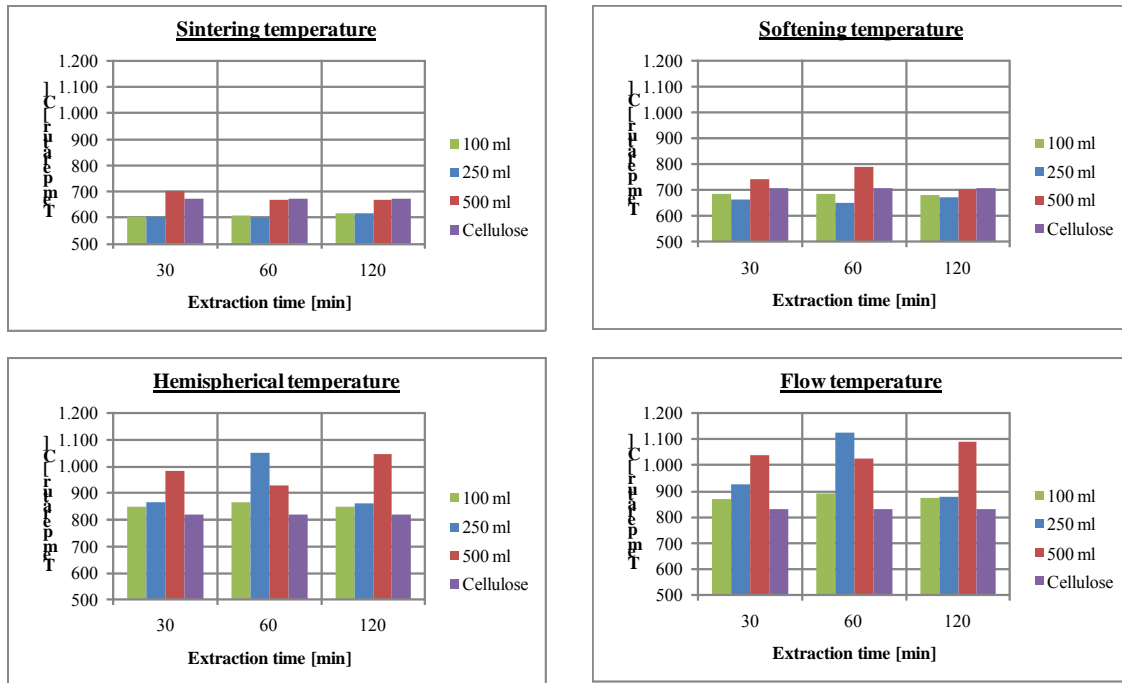 Sintering temperature
1.200
1.100
1.000
900
800
700
600
500
30
60
120
Extraction time [min]
100 ml
250 ml
500 ml
Cellulose
Softening temperature
1.200
1.100
1.000
900
800
700
600
500
30
60
120
Extraction time [min]
100 ml
250 ml
500 ml
Cellulose
Hemispherical temperature
1.200
1.100
1.000
900
800
700
600
500
30
60
120
Extraction time [min]
100 ml
250 ml
500 ml
Cellulose
Flow temperature
1.200
1.100
1.000
900
800
700
600
500
30
60
120
Extraction time [min]
100 ml
250 ml
500 ml
Cellulose